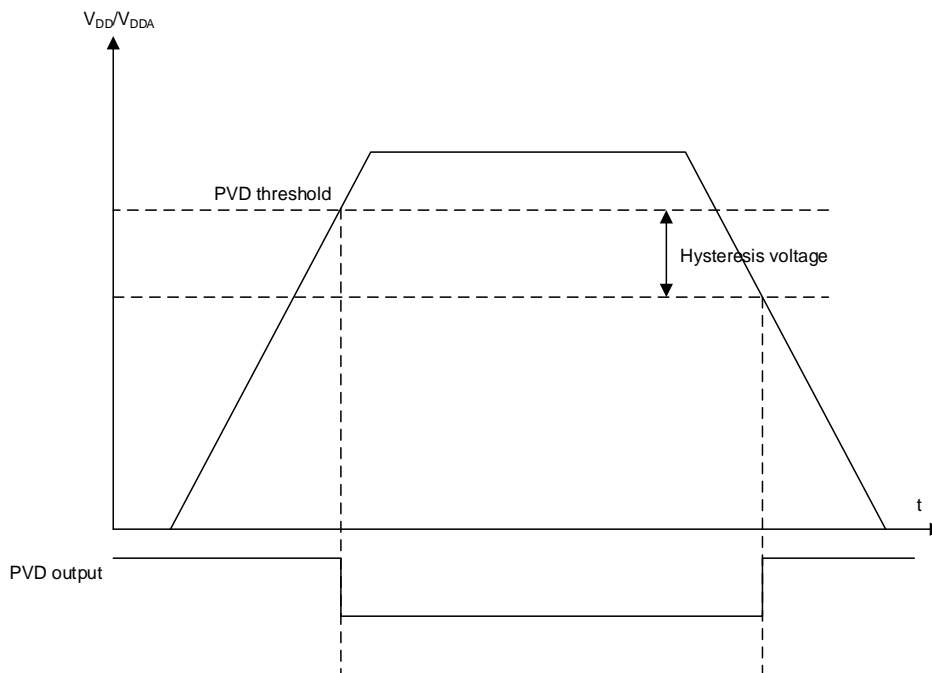 VDD/VDDA
PVD threshold
Hysteresis voltage
t
PVD output